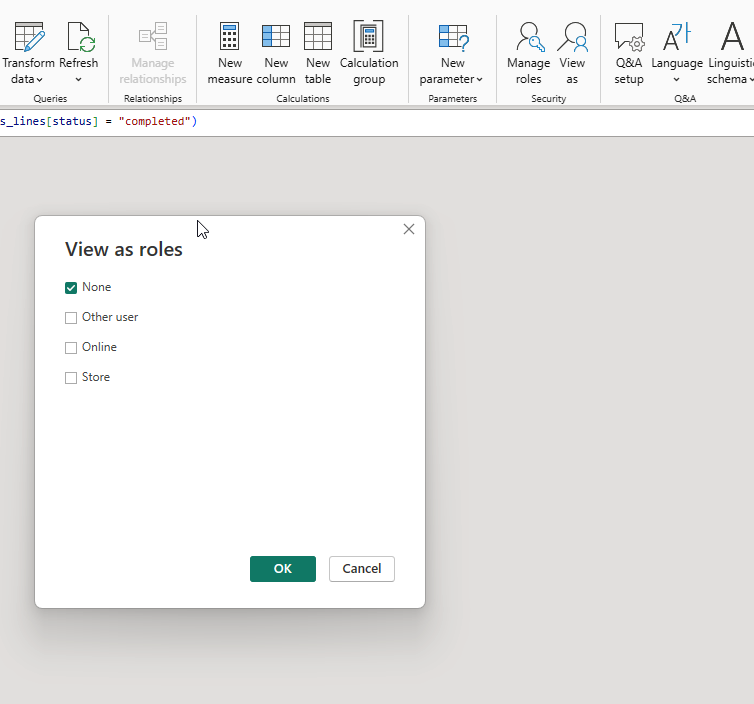 Transform Refresh Manage New New New Calculation New Manage View Q&A Language Linguisti
data relationships measure column table group parameter roles as setup schema
Queries Relationships Calculations Parameters Security Q&A
s_lines[status] = "completed")
View as roles
None
Other user
Online
Store
OK Cancel